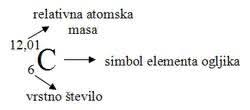 relativna atomska
masa
12,01
C
simbol elementa ogljika
6
vrstno število